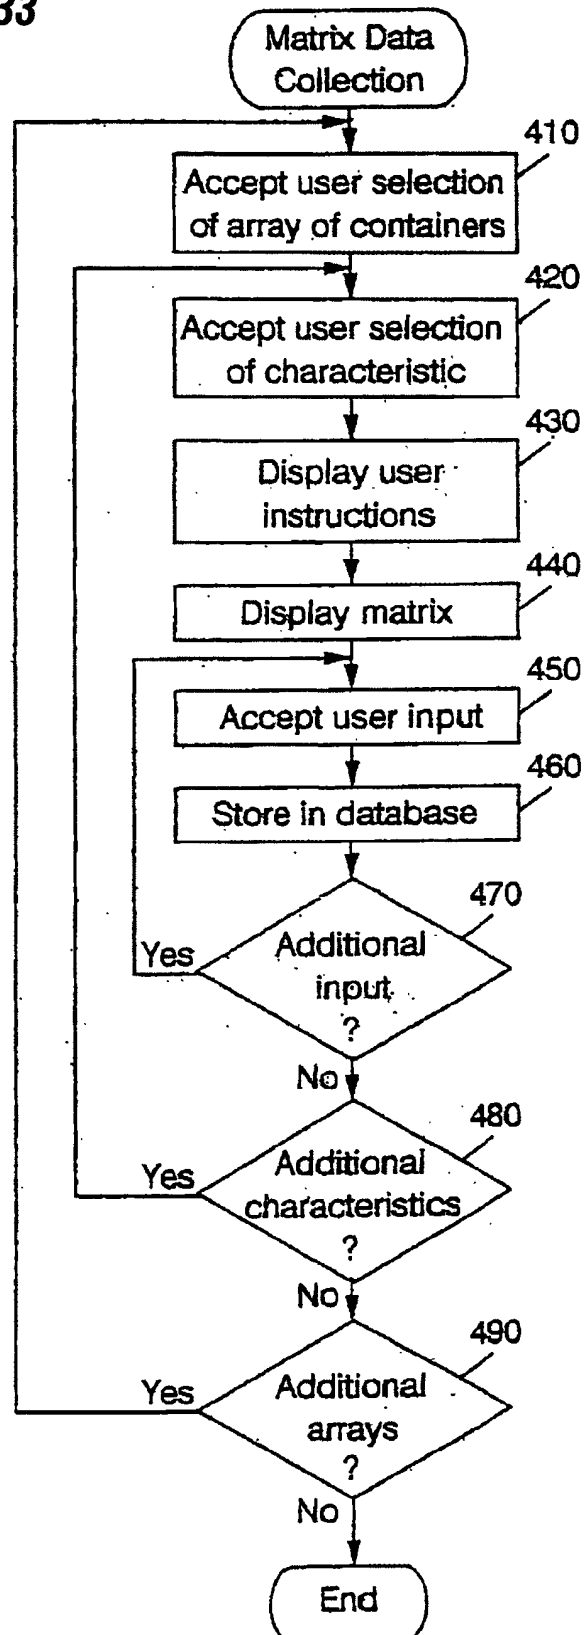 33
Matrix Data
Collection
410
Accept user selection
of array of containers
420
Accept user selection
of characteristic
430
Display user
instructions
440
Display matrix
450
Accept user input
460
Store in database
470
Additional
input
?
Yes
No
480
Additional
characteristics
?
Yes
No
490
Additional
arrays
?
Yes
No
End